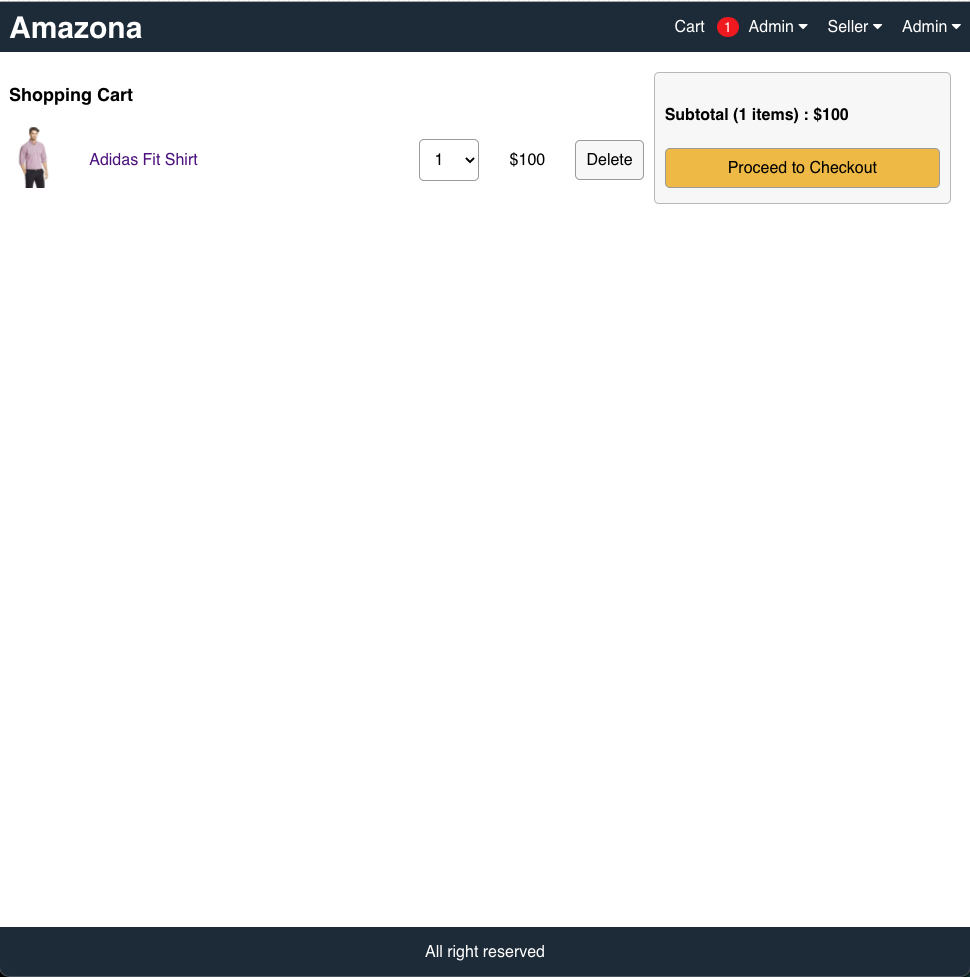 Amazona
Cart 1 Admin Seller Admin
Shopping Cart
Adidas Fit Shirt 1 $100 Delete
Subtotal (1 items) : $100
Proceed to Checkout
All right reserved